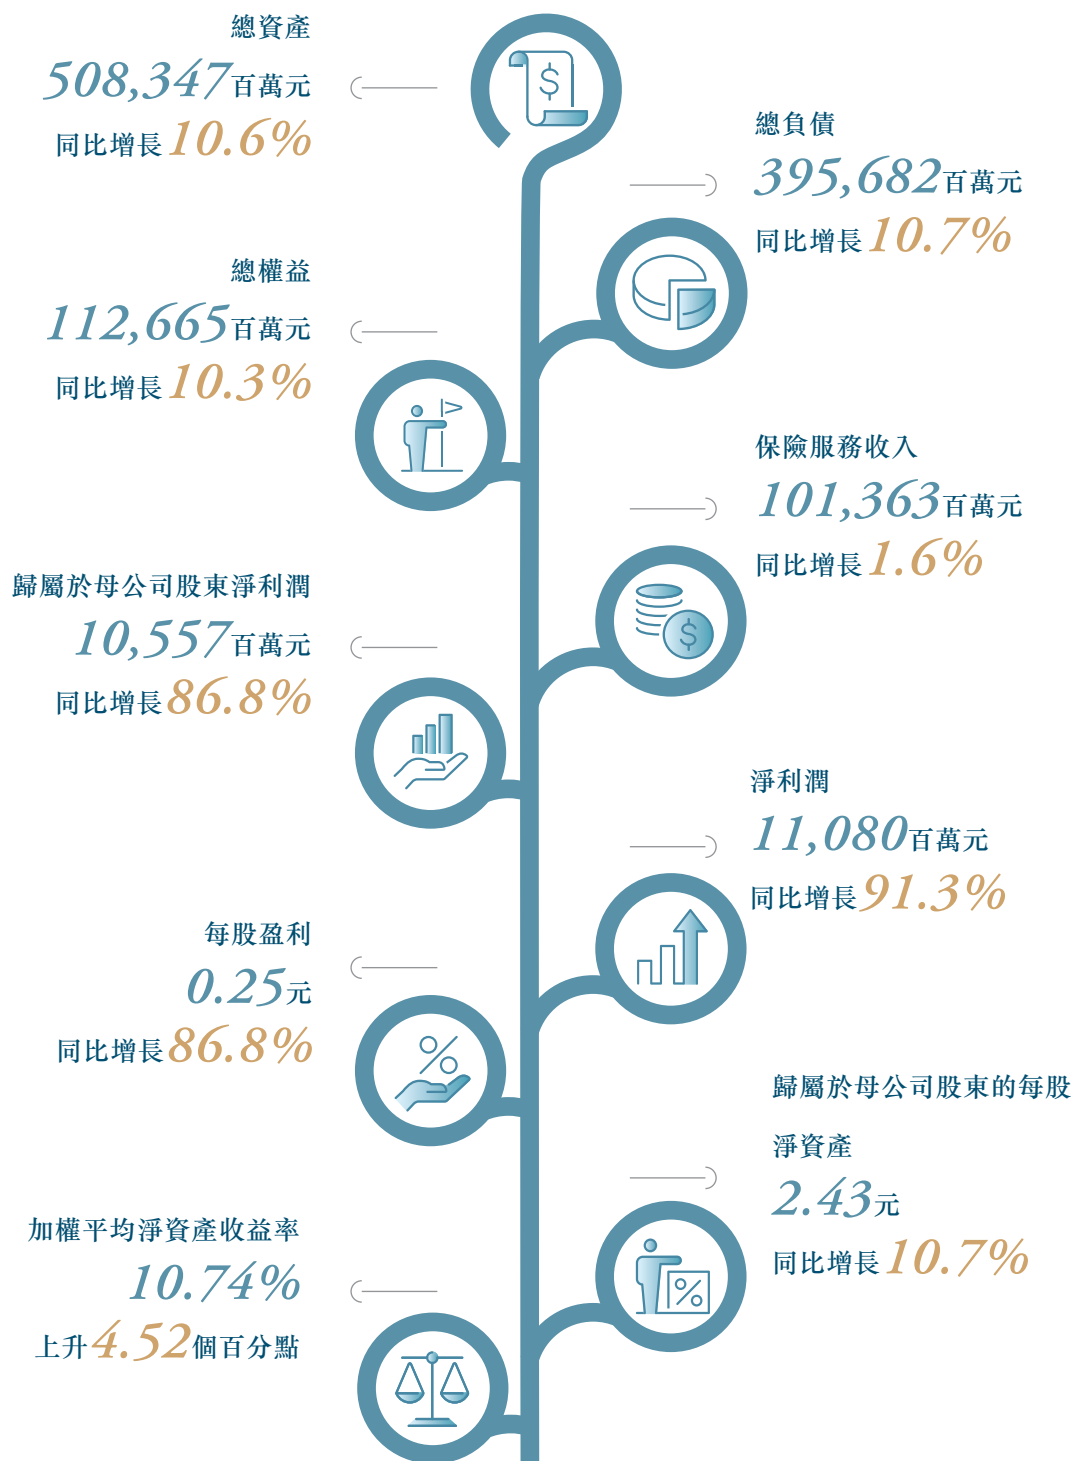 總資產
508,347百萬元
同比增長10.6%
總負債
395,682百萬元
同比增長10.7%
總權益
112,665百萬元
同比增長10.3%
保險服務收入
101,363百萬元
同比增長1.6%
歸屬於母公司股東淨利潤
10,557百萬元
同比增長86.8%
淨利潤
11,080百萬元
同比增長91.3%
每股盈利
0.25元
同比增長86.8%
歸屬於母公司股東的每股
淨資產
2.43元
同比增長10.7%
加權平均淨資產收益率
10.74%
上升4.52個百分點